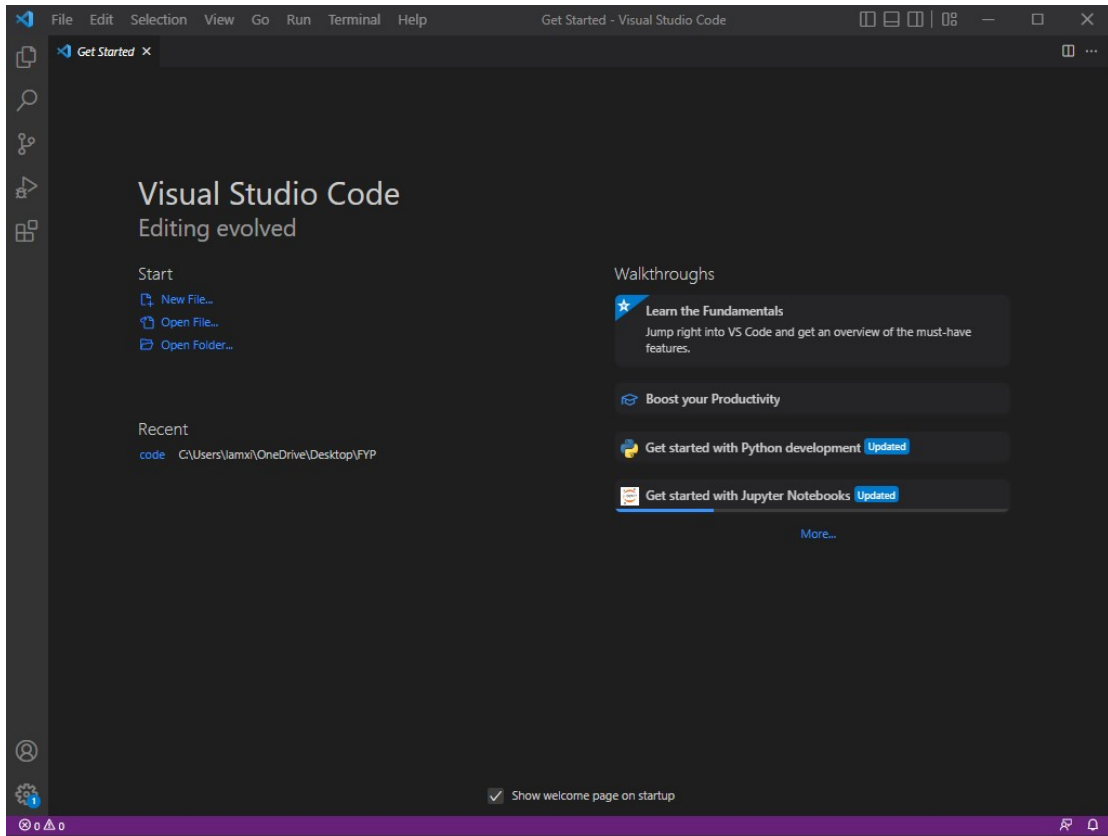 File Edit Selection View Go Run Terminal Help Get Started - Visual Studio Code
Get Started
Visual Studio Code
Editing evolved
Start
New File...
Open File...
Open Folder...
Recent
code C:\Users\lamxi\OneDrive\Desktop\FYP
Walkthroughs
Learn the Fundamentals
Jump right into VS Code and get an overview of the must-have
features.
Boost your Productivity
Get started with Python development Updated
Get started with Jupyter Notebooks Updated
More...
Show welcome page on startup
1
0 0